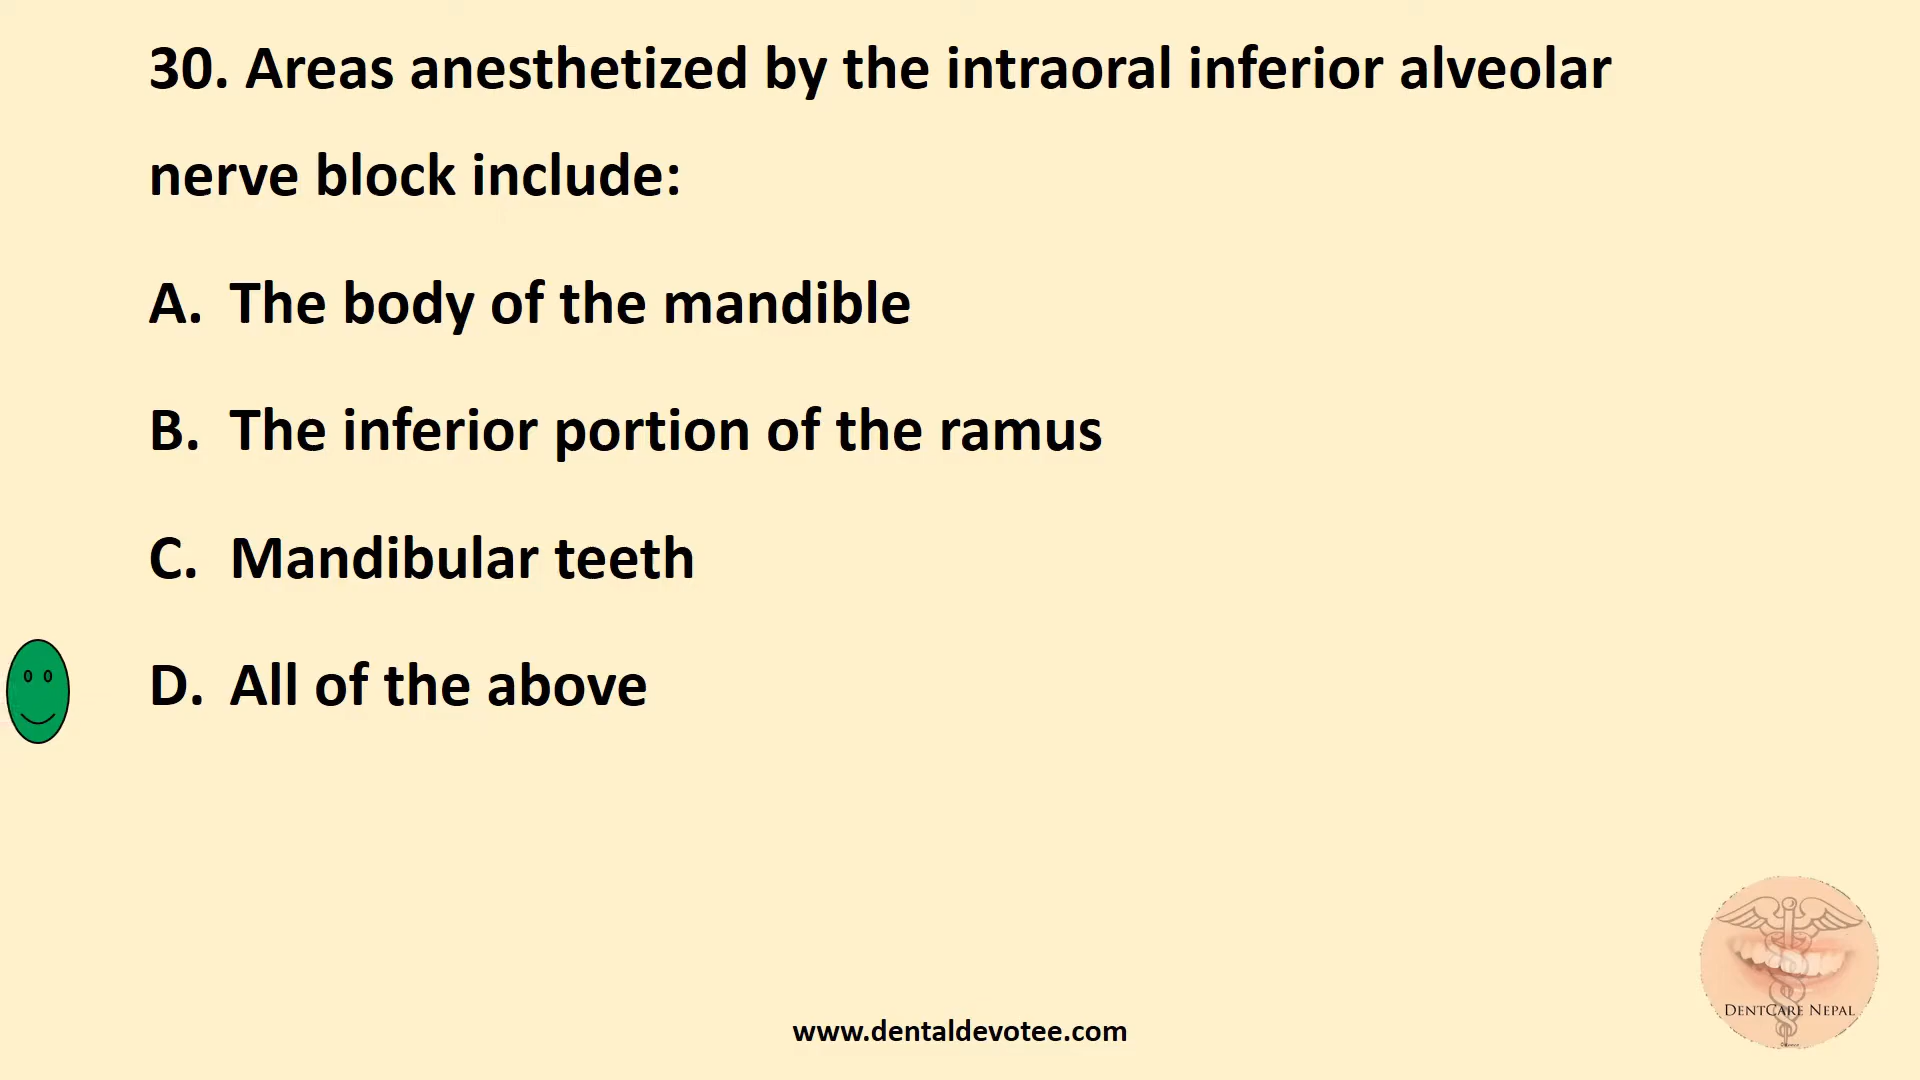 30. Areas anesthetized by the intraoral inferior alveolar
nerve block include:
A. The body of the mandible
B. The inferior portion of the ramus
C. Mandibular teeth
D. All of the above
DentCare Nepal
www.dentaldevotee.com